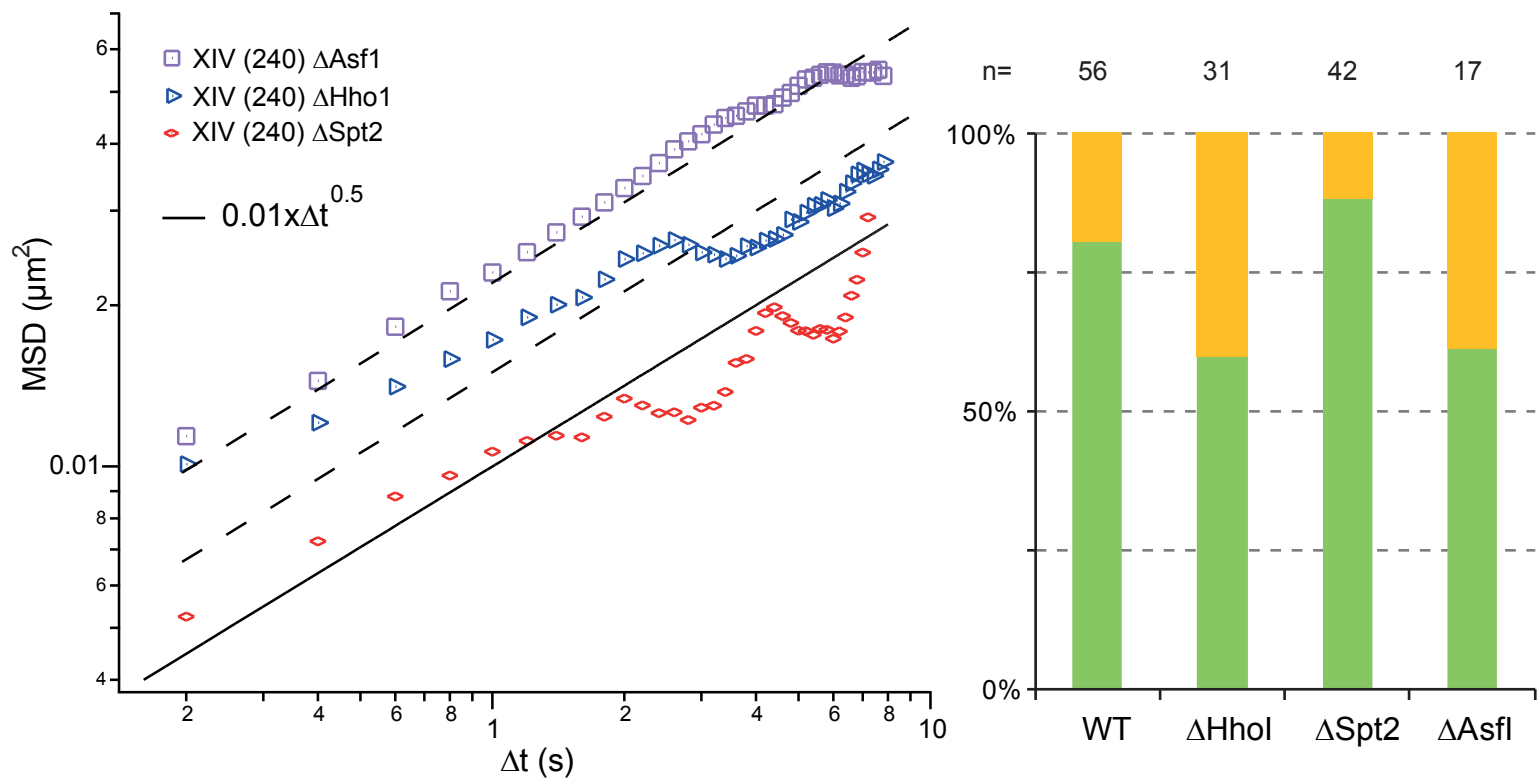 XIV (240) ΔAsf1
XIV (240) ΔHho1
XIV (240) ΔSpt2
0.01xΔt^0.5
MSD (μm²)
6
4
2
0.01
8
6
4
2
4
6
8
1
2
4
6
8
10
Δt (s)
n= 56 31 42 17
100%
50%
0%
WT ΔHhoI ΔSpt2 ΔAsfI